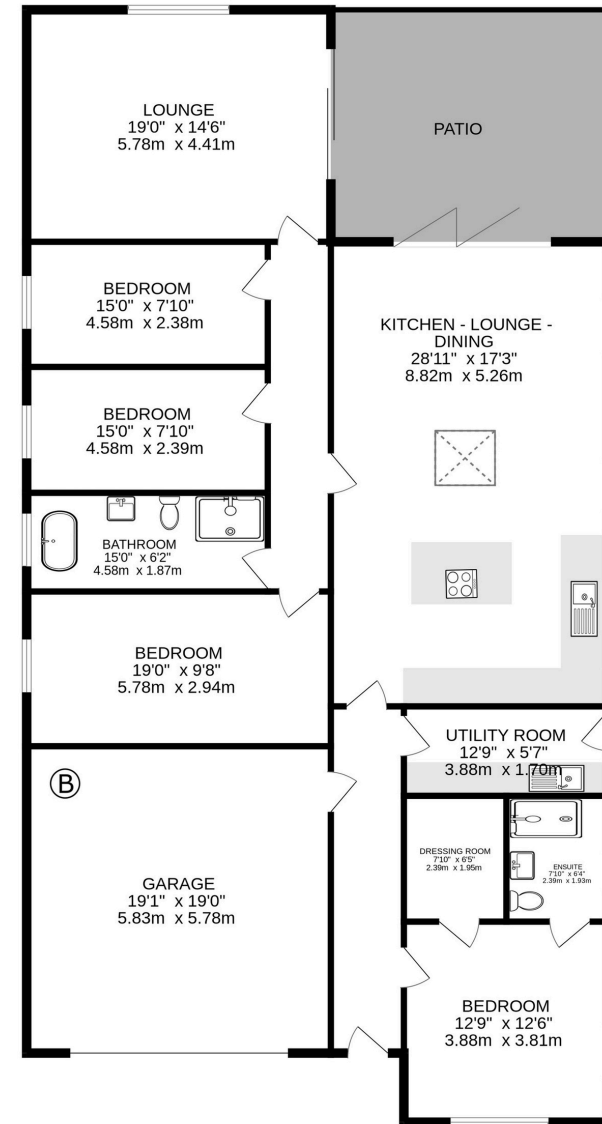 LOUNGE
19'0" x 14'6"
5.78m x 4.41m
PATIO
BEDROOM
15'0" x 7'10"
4.58m x 2.38m
KITCHEN - LOUNGE -
DINING
28'11" x 17'3"
8.82m x 5.26m
BEDROOM
15'0" x 7'10"
4.58m x 2.39m
BATHROOM
15'0" x 6'2"
4.58m x 1.87m
BEDROOM
19'0" x 9'8"
5.78m x 2.94m
UTILITY ROOM
12'9" x 5'7"
3.88m x 1.70m
B
DRESSING ROOM
7'10" x 6'5"
2.39m x 1.95m
ENSUITE
7'10" x 6'4"
2.39m x 1.93m
GARAGE
19'1" x 19'0"
5.83m x 5.78m
BEDROOM
12'9" x 12'6"
3.88m x 3.81m